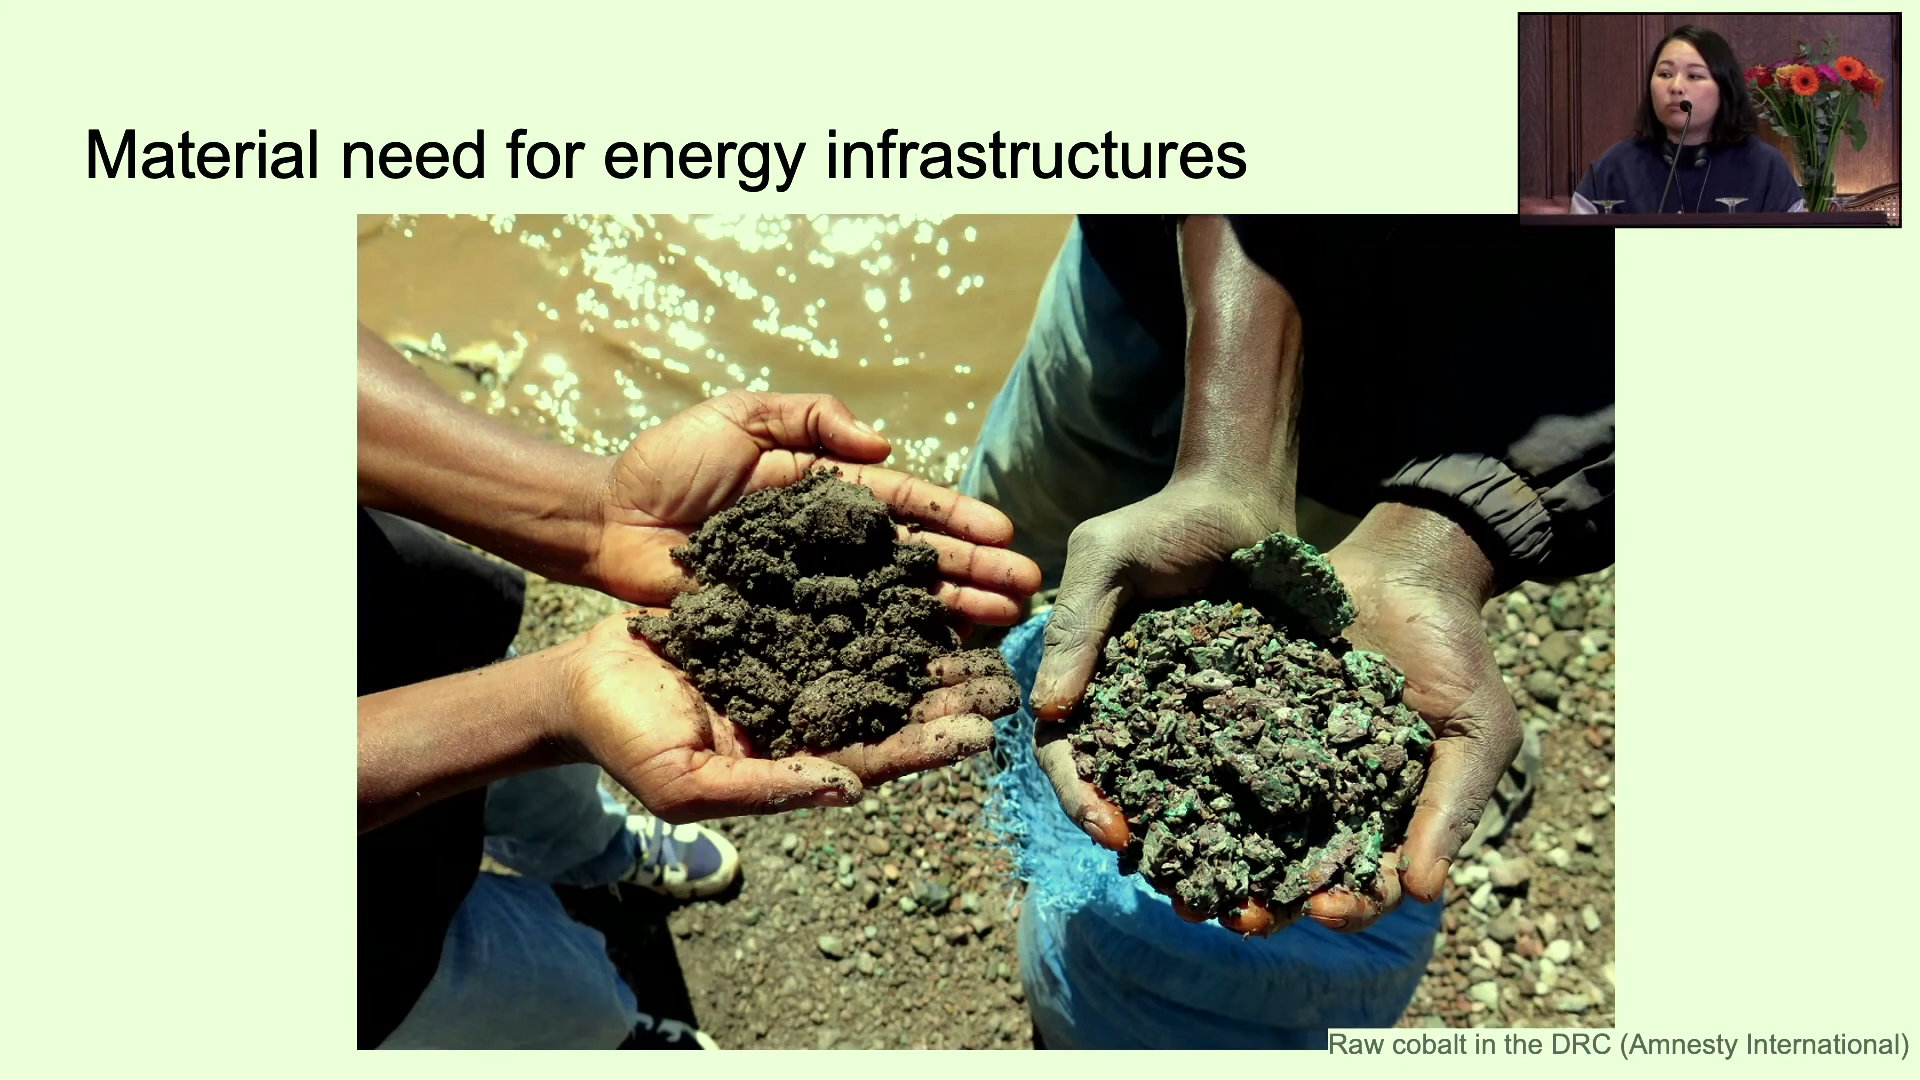 Material need for energy infrastructures
Raw cobalt in the DRC (Amnesty International)